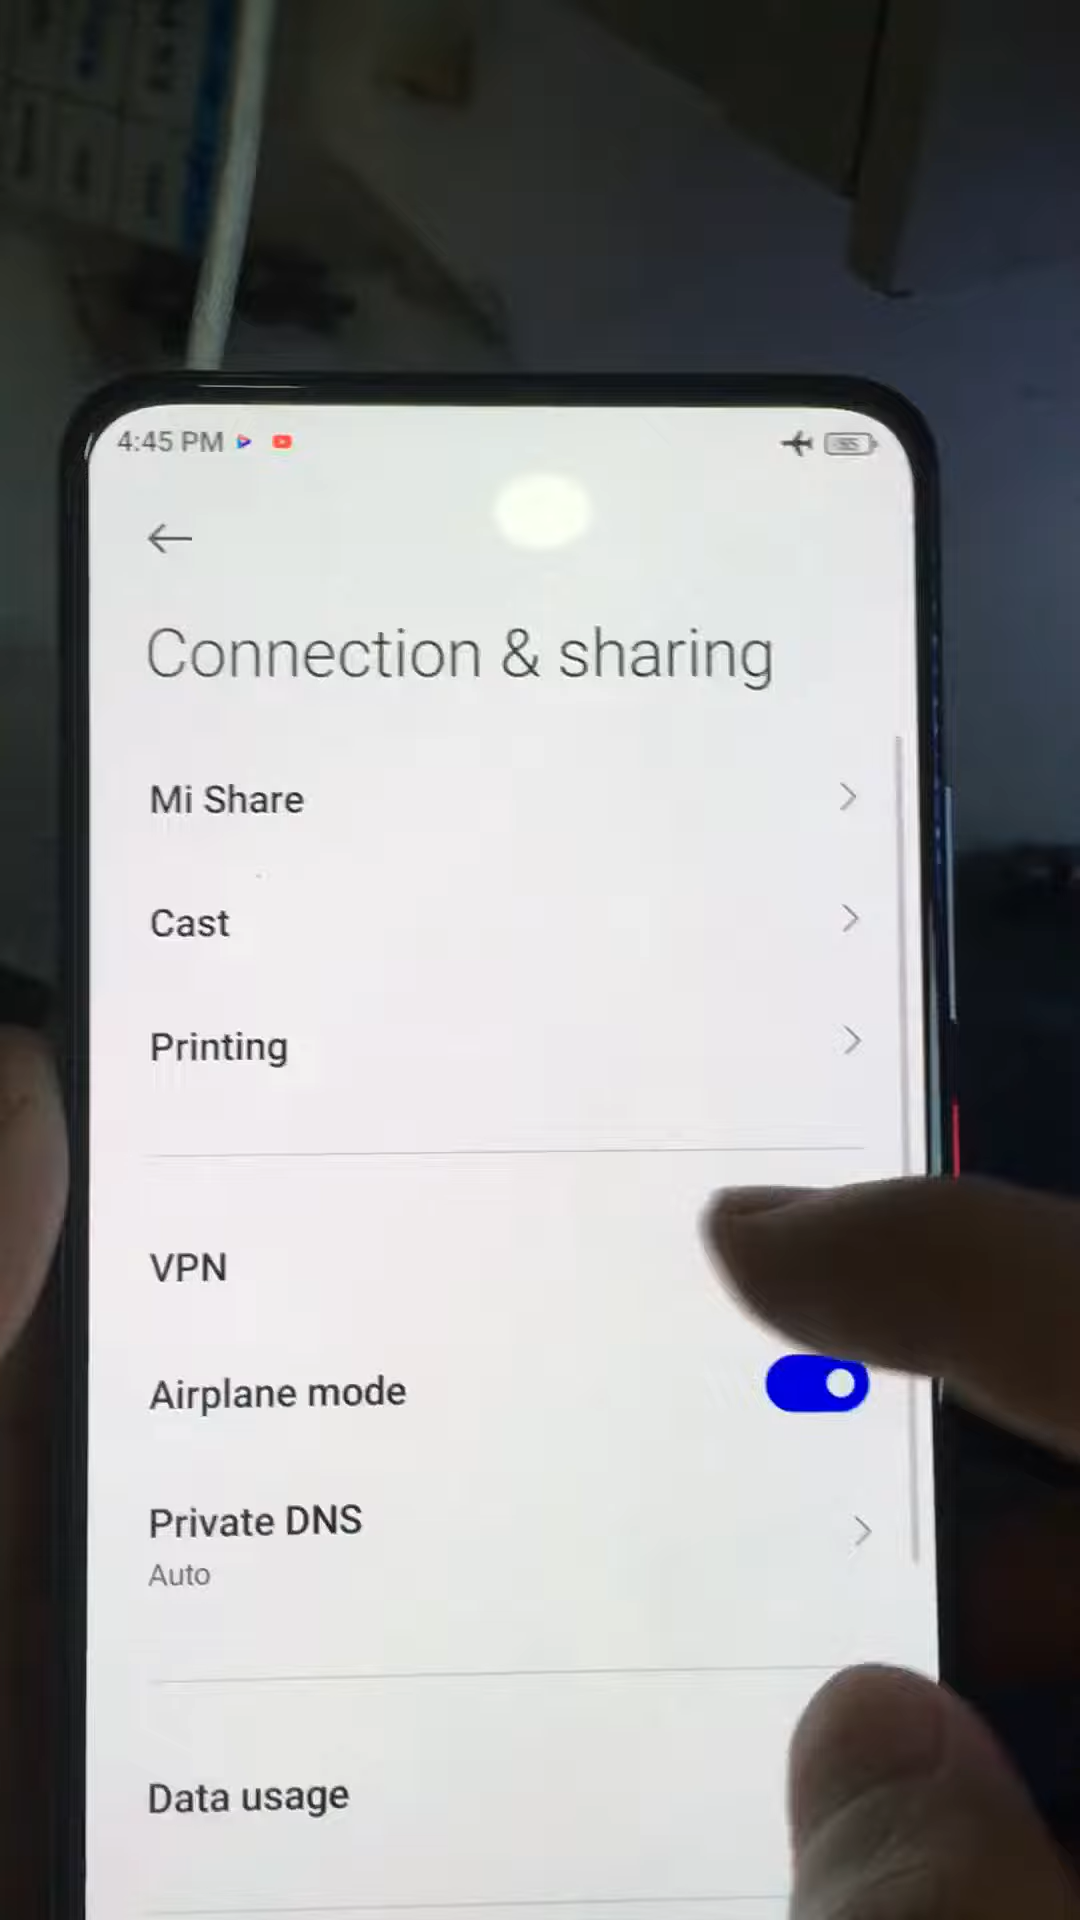 4:45 PM
Connection & sharing
Mi Share
Cast
Printing
VPN
Airplane mode
Private DNS
Auto
Data usage